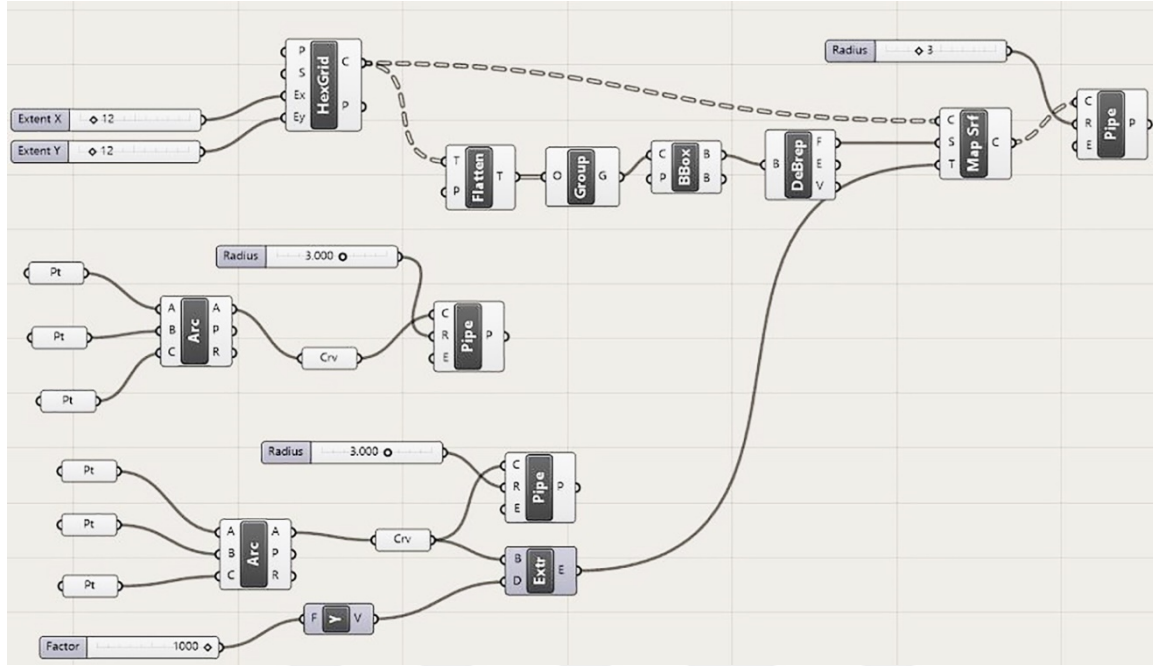 P
S
Ex
Ey
HexGrid
C
P
Extent X 12
Extent Y 12
T
P
Flatten
T
O
Group
G
C
P
BBox
B
B
B
DeBrep
F
E
V
C
S
T
Map Srf
C
Radius 3
C
R
E
Pipe
P
Radius 3.000
Pt
Pt
Pt
A
B
C
Arc
A
P
R
Crv
C
R
E
Pipe
P
Radius 3.000
Pt
Pt
Pt
A
B
C
Arc
A
P
R
Crv
C
R
E
Pipe
P
B
D
Extr
E
F
Y
V
Factor 1000